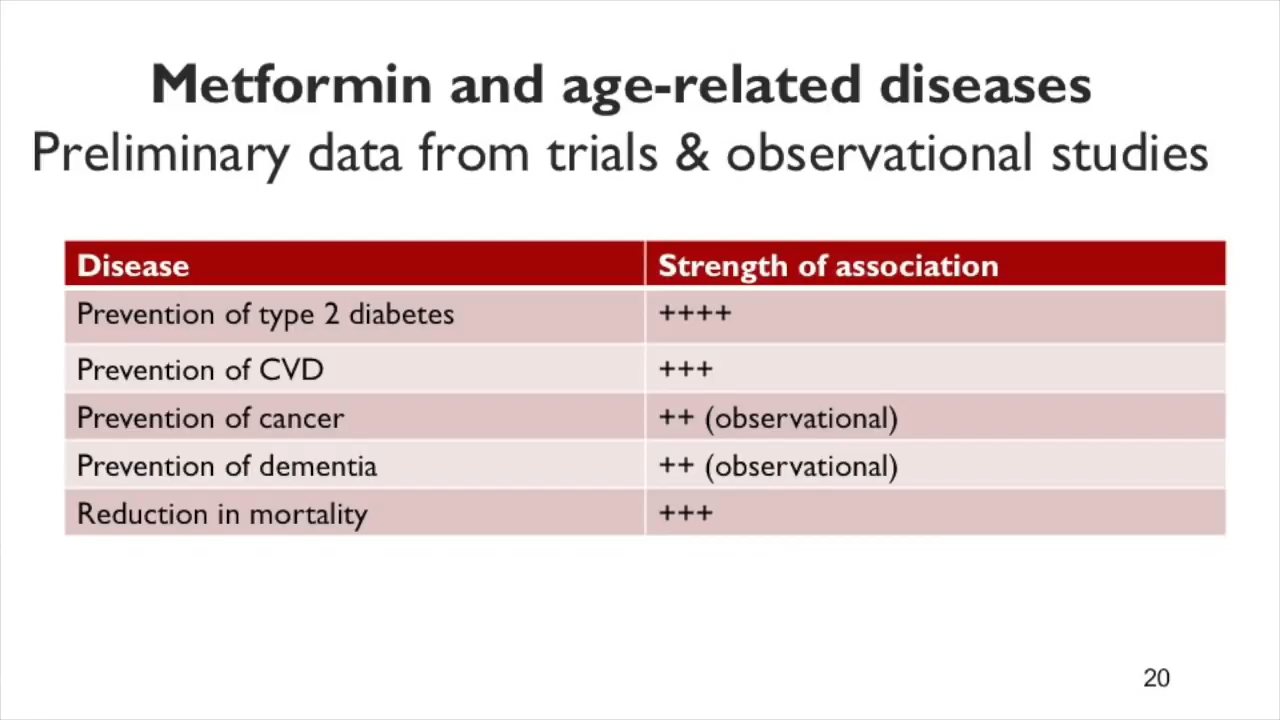 Metformin and age-related diseases
Preliminary data from trials & observational studies
Disease Strength of association
Prevention of type 2 diabetes ++++
Prevention of CVD +++
Prevention of cancer ++ (observational)
Prevention of dementia ++ (observational)
Reduction in mortality +++
20